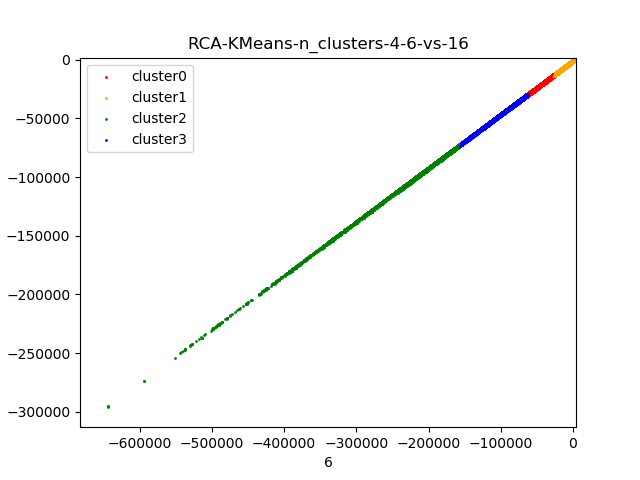 RCA-KMeans-n_clusters-4-6-vs-16
0
−50000
−100000
−150000
−200000
−250000
−300000
cluster0
cluster1
cluster2
cluster3
−600000 −500000 −400000 −300000 −200000 −100000 0
6